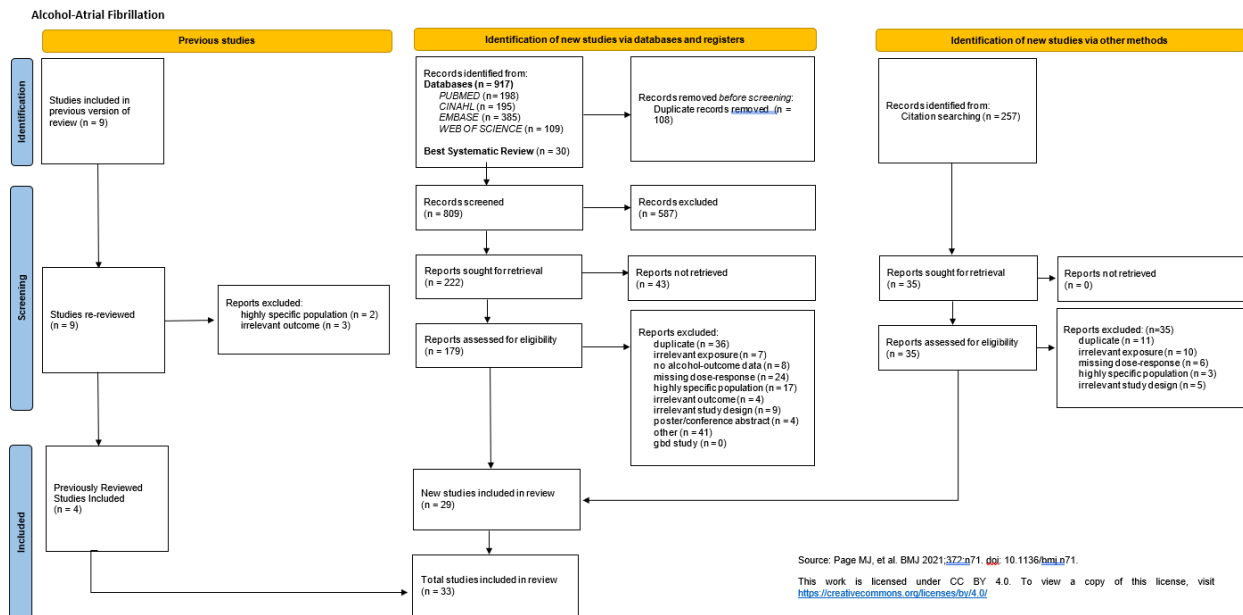 Alcohol-Atrial Fibrillation
Previous studies
Identification of new studies via databases and registers
Identification of new studies via other methods
Identification
Studies included in
previous version of
review (n = 9)
Records identified from:
Databases (n = 917)
PUBMED (n= 198)
CINAHL (n = 195)
EMBASE (n = 385)
WEB OF SCIENCE (n = 109)
Best Systematic Review (n = 30)
Records removed before screening:
Duplicate records removed (n =
108)
Records identified from:
Citation searching (n = 257)
Screening
Records screened
(n = 809)
Records excluded
(n = 587)
Reports sought for retrieval
(n = 222)
Reports not retrieved
(n = 43)
Reports sought for retrieval
(n = 35)
Reports not retrieved
(n = 0)
Studies re-reviewed
(n = 9)
Reports excluded:
highly specific population (n = 2)
irrelevant outcome (n = 3)
Reports assessed for eligibility
(n = 179)
Reports excluded:
duplicate (n = 36)
irrelevant exposure (n = 7)
no alcohol-outcome data (n = 8)
missing dose-response (n = 24)
highly specific population (n = 17)
irrelevant outcome (n = 4)
irrelevant study design (n = 9)
poster/conference abstract (n = 4)
other (n = 41)
gbd study (n = 0)
Reports assessed for eligibility
(n = 35)
Reports excluded: (n=35)
duplicate (n = 11)
irrelevant exposure (n = 10)
missing dose-response (n = 6)
highly specific population (n = 3)
irrelevant study design (n = 5)
Included
Previously Reviewed
Studies Included
(n = 4)
New studies included in review
(n = 29)
Total studies included in review
(n = 33)
Source: Page MJ, et al. BMJ 2021;372:n71. doi: 10.1136/bmj.n71.
This work is licensed under CC BY 4.0. To view a copy of this license, visit
https://creativecommons.org/licenses/by/4.0/